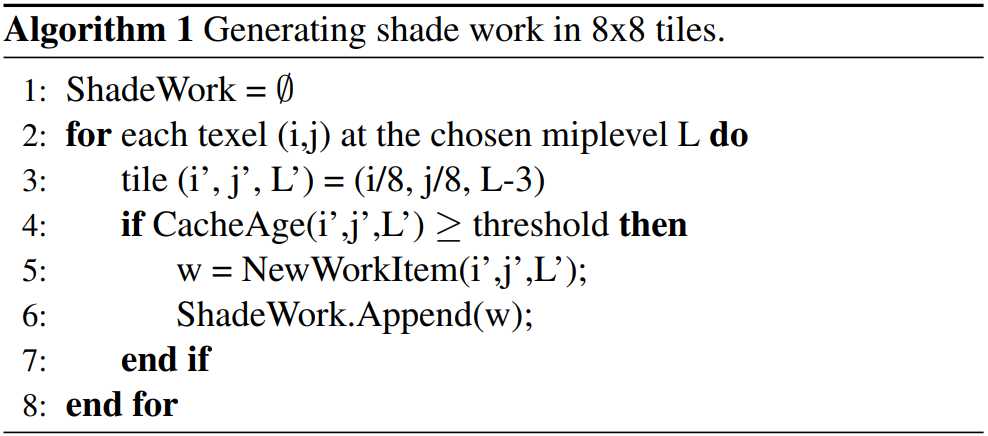 Algorithm 1 Generating shade work in 8x8 tiles.
1: ShadeWork = ∅
2: for each texel (i,j) at the chosen miplevel L do
3: tile (i’, j’, L’) = (i/8, j/8, L-3)
4: if CacheAge(i’,j’,L’) ≥ threshold then
5: w = NewWorkItem(i’,j’,L’);
6: ShadeWork.Append(w);
7: end if
8: end for